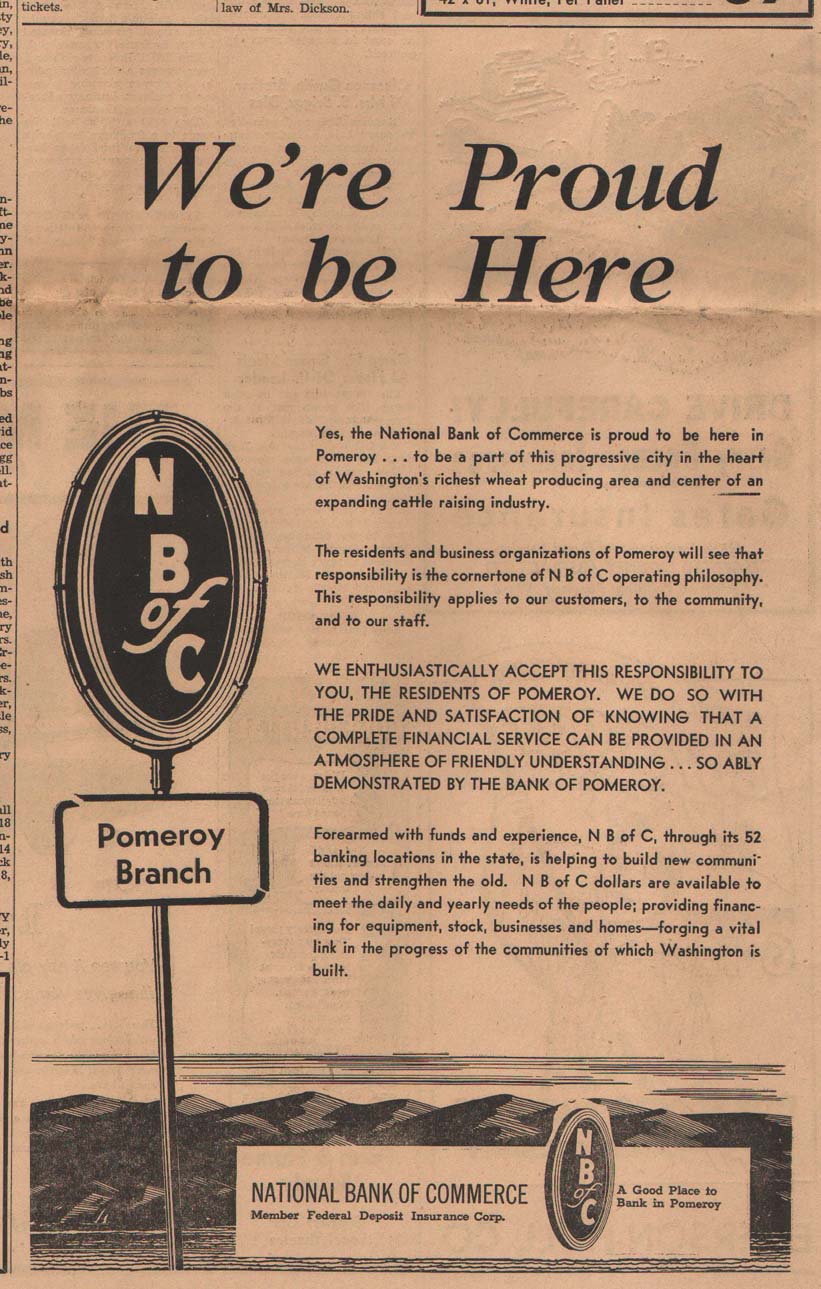 tickets.
law of Mrs. Dickson.
We're Proud
to be Here
N
B
of
C
Pomeroy
Branch
Yes, the National Bank of Commerce is proud to be here in
Pomeroy . . . to be a part of this progressive city in the heart
of Washington's richest wheat producing area and center of an
expanding cattle raising industry.
The residents and business organizations of Pomeroy will see that
responsibility is the cornertone of N B of C operating philosophy.
This responsibility applies to our customers, to the community,
and to our staff.
WE ENTHUSIASTICALLY ACCEPT THIS RESPONSIBILITY TO
YOU, THE RESIDENTS OF POMEROY. WE DO SO WITH
THE PRIDE AND SATISFACTION OF KNOWING THAT A
COMPLETE FINANCIAL SERVICE CAN BE PROVIDED IN AN
ATMOSPHERE OF FRIENDLY UNDERSTANDING . . . SO ABLY
DEMONSTRATED BY THE BANK OF POMEROY.
Forearmed with funds and experience, N B of C, through its 52
banking locations in the state, is helping to build new communi-
ties and strengthen the old. N B of C dollars are available to
meet the daily and yearly needs of the people; providing financ-
ing for equipment, stock, businesses and homes—forging a vital
link in the progress of the communities of which Washington is
built.
NATIONAL BANK OF COMMERCE
Member Federal Deposit Insurance Corp.
N
B
of
C
A Good Place to
Bank in Pomeroy